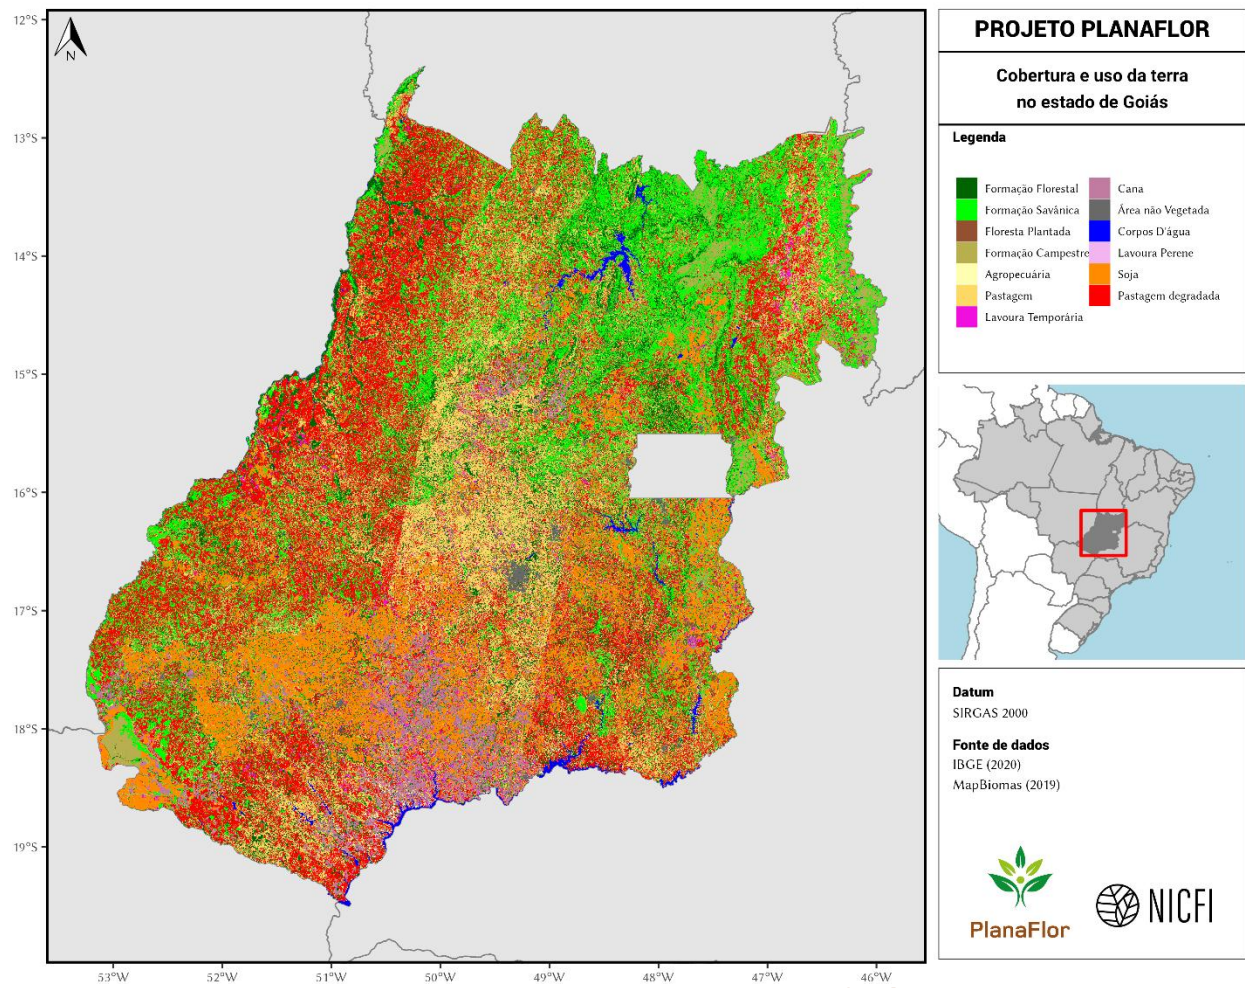 12°S
13°S
14°S
15°S
16°S
17°S
18°S
19°S
53°W
52°W
51°W
50°W
49°W
48°W
47°W
46°W
N
PROJETO PLANAFLOR
Cobertura e uso da terra
no estado de Goiás
Legenda
Formação Florestal
Formação Savânica
Floresta Plantada
Formação Campestre
Agropecuária
Pastagem
Lavoura Temporária
Cana
Área não Vegetada
Corpos D'água
Lavoura Perene
Soja
Pastagem degradada
Datum
SIRGAS 2000
Fonte de dados
IBGE (2020)
MapBiomas (2019)
PlanaFlor
NICFI